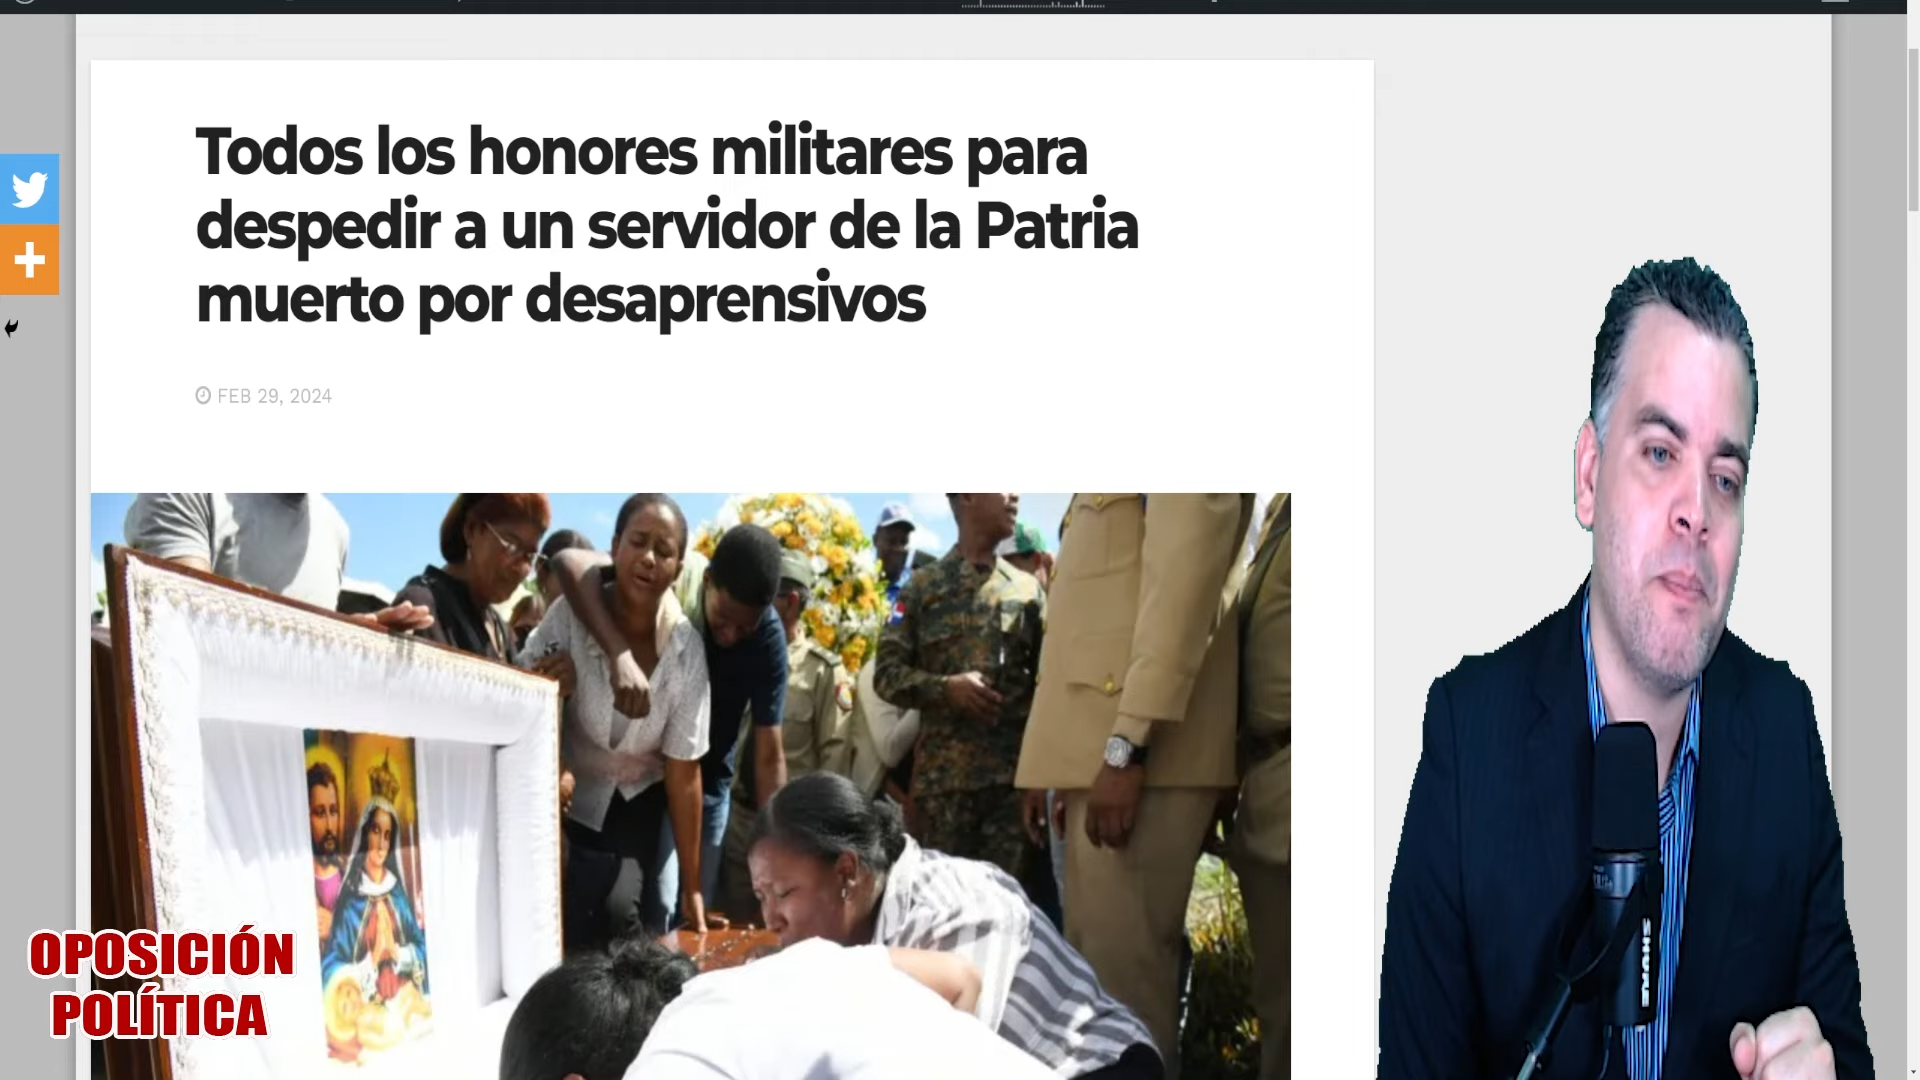 Todos los honores militares para
despedir a un servidor de la Patria
muerto por desaprensivos
FEB 29, 2024
OPOSICIÓN
POLÍTICA
SHURE